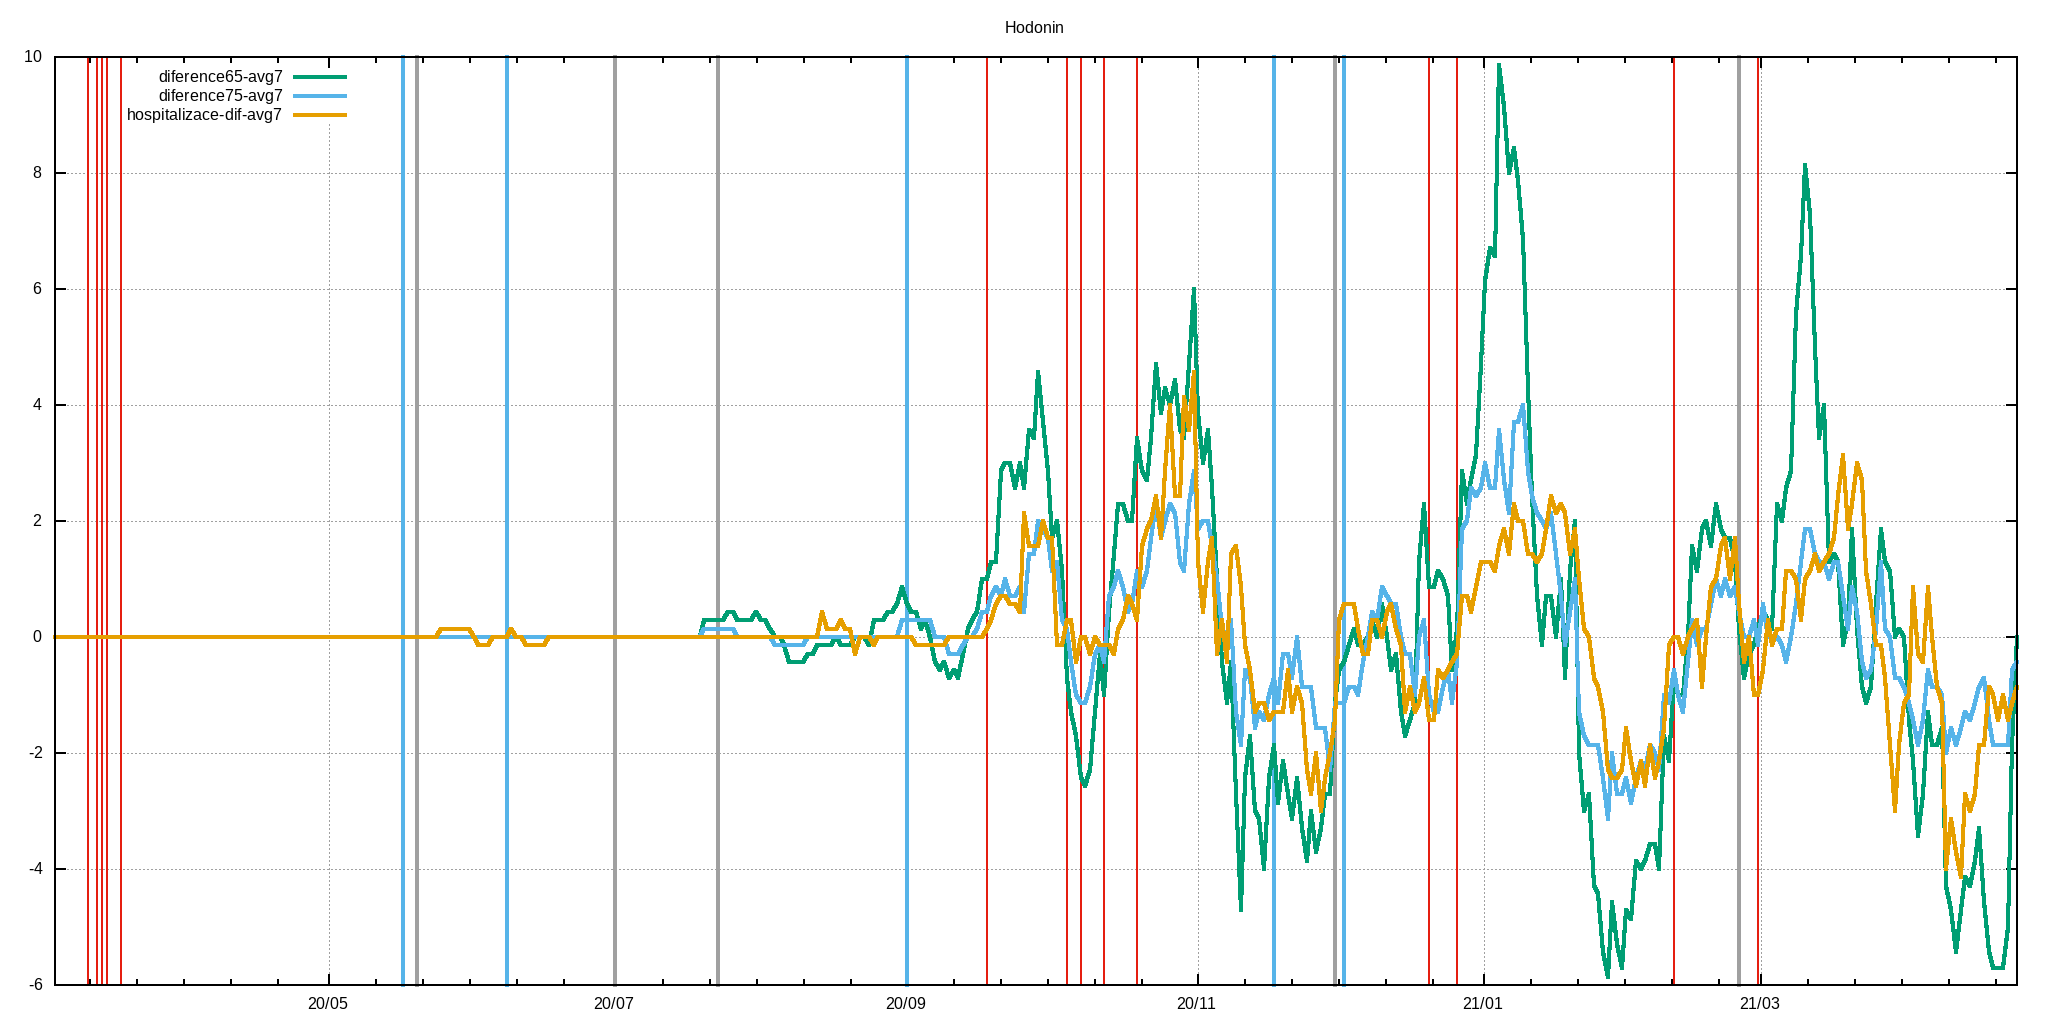 Hodonin
10
diference65-avg7
diference75-avg7
hospitalizace-dif-avg7
8
6
4
2
0
-2
-4
-6
20/05 20/07 20/09 20/11 21/01 21/03